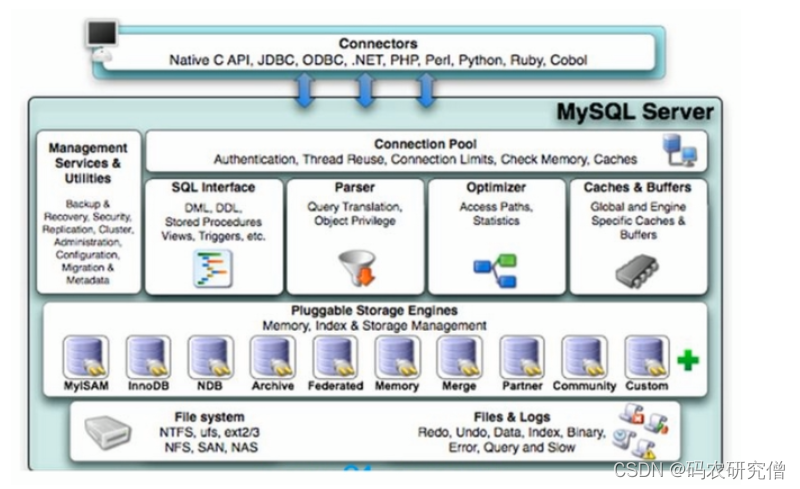 Connectors
Native C API, JDBC, ODBC, .NET, PHP, Perl, Python, Ruby, Cobol
MySQL Server
Management
Services &
Utilities
Backup &
Recovery, Security,
Replication, Cluster,
Administration,
Configuration,
Migration &
Metadata
Connection Pool
Authentication, Thread Reuse, Connection Limits, Check Memory, Caches
SQL Interface
DML, DDL,
Stored Procedures
Views, Triggers, etc.
Parser
Query Translation,
Object Privilege
Optimizer
Access Paths,
Statistics
Caches & Buffers
Global and Engine
Specific Caches &
Buffers
Pluggable Storage Engines
Memory, Index & Storage Management
MyISAM
InnoDB
NDB
Archive
Federated
Memory
Merge
Partner
Community
Custom
File system
NTFS, ufs, ext2/3
NFS, SAN, NAS
Files & Logs
Redo, Undo, Data, Index, Binary,
Error, Query and Slow
CSDN @码农研究僧